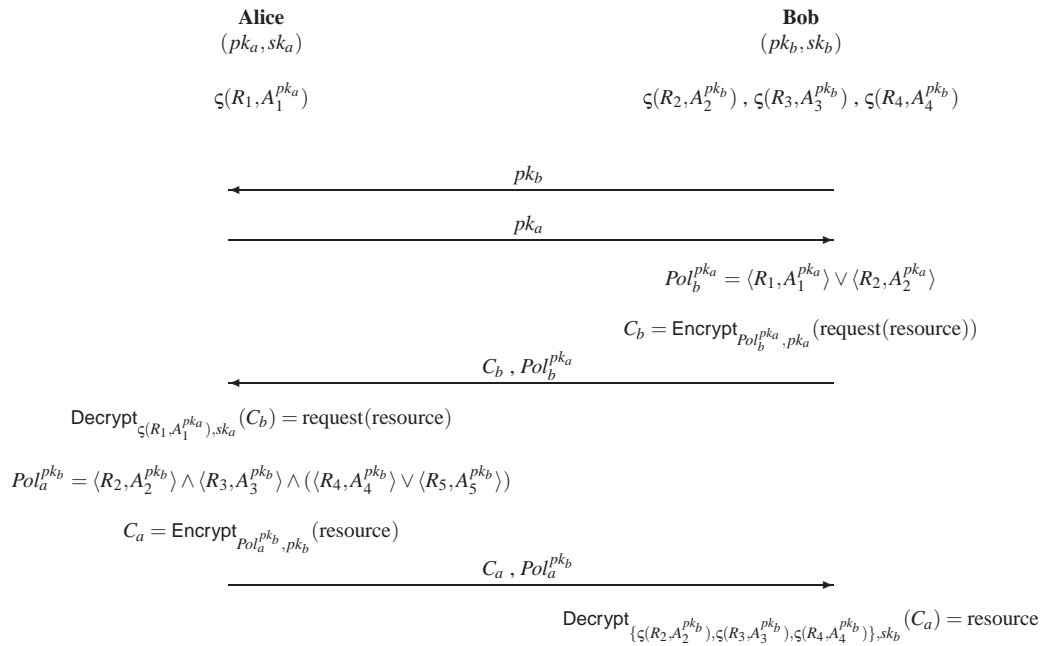 Alice Bob
(pk_a, sk_a) (pk_b, sk_b)
ς(R_1, A_1^{pk_a}) ς(R_2, A_2^{pk_b}) , ς(R_3, A_3^{pk_b}) , ς(R_4, A_4^{pk_b})
pk_b
pk_a
Pol_b^{pk_a} = ⟨R_1, A_1^{pk_a}⟩ ∨ ⟨R_2, A_2^{pk_a}⟩
C_b = Encrypt_{Pol_b^{pk_a}, pk_a}(request(resource))
C_b , Pol_b^{pk_a}
Decrypt_{ς(R_1, A_1^{pk_a}), sk_a}(C_b) = request(resource)
Pol_a^{pk_b} = ⟨R_2, A_2^{pk_b}⟩ ∧ ⟨R_3, A_3^{pk_b}⟩ ∧ (⟨R_4, A_4^{pk_b}⟩ ∨ ⟨R_5, A_5^{pk_b}⟩)
C_a = Encrypt_{Pol_a^{pk_b}, pk_b}(resource)
C_a , Pol_a^{pk_b}
Decrypt_{{ς(R_2, A_2^{pk_b}), ς(R_3, A_3^{pk_b}), ς(R_4, A_4^{pk_b})}, sk_b}(C_a) = resource